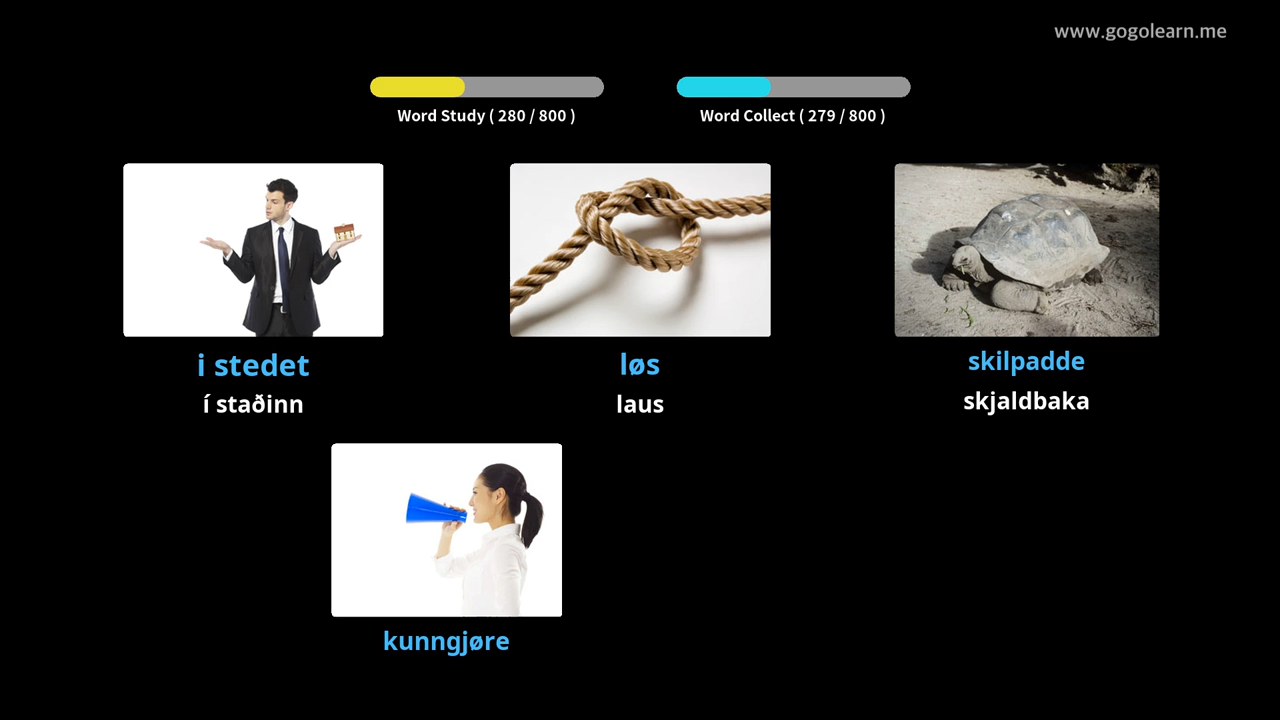 www.gogolearn.me
Word Study ( 280 / 800 )
Word Collect ( 279 / 800 )
i stedet
í staðinn
løs
laus
skilpadde
skjaldbaka
kunngjøre